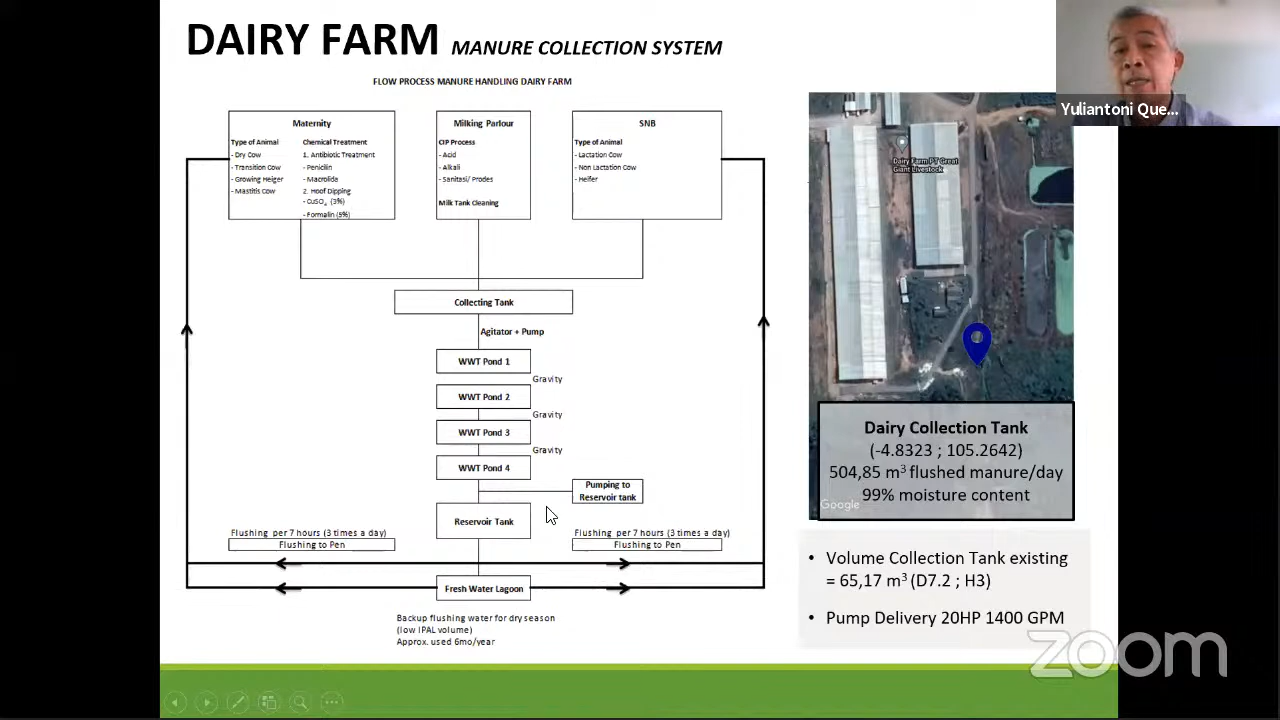 DAIRY FARM MANURE COLLECTION SYSTEM
FLOW PROCESS MANURE HANDLING DAIRY FARM
Maternity
Type of Animal
- Dry Cow
- Transition Cow
- Growing Heiger
- Mastitis Cow
Chemical Treatment
1. Antibiotic Treatment
- Penicilin
- Macrolida
2. Hoof Dipping
- CuSO4 (3%)
- Formalin (5%)
Milking Parlour
CIP Process
- Acid
- Alkali
- Sanitasi/ Prodes
Milk Tank Cleaning
SNB
Type of Animal
- Lactation Cow
- Non Lactation Cow
- Heifer
Collecting Tank
Agitator + Pump
WWT Pond 1
Gravity
WWT Pond 2
Gravity
WWT Pond 3
Gravity
WWT Pond 4
Pumping to
Reservoir tank
Reservoir Tank
Flushing per 7 hours (3 times a day)
Flushing to Pen
Flushing per 7 hours (3 times a day)
Flushing to Pen
Fresh Water Lagoon
Backup flushing water for dry season
(low IPAL volume)
Approx. used 6mo/year
Yuliantoni Que...
Dairy Farm PT Great
Giant Livestock
Dairy Collection Tank
(-4.8323 ; 105.2642)
504,85 m³ flushed manure/day
99% moisture content
Google
• Volume Collection Tank existing
= 65,17 m³ (D7.2 ; H3)
• Pump Delivery 20HP 1400 GPM
zoom